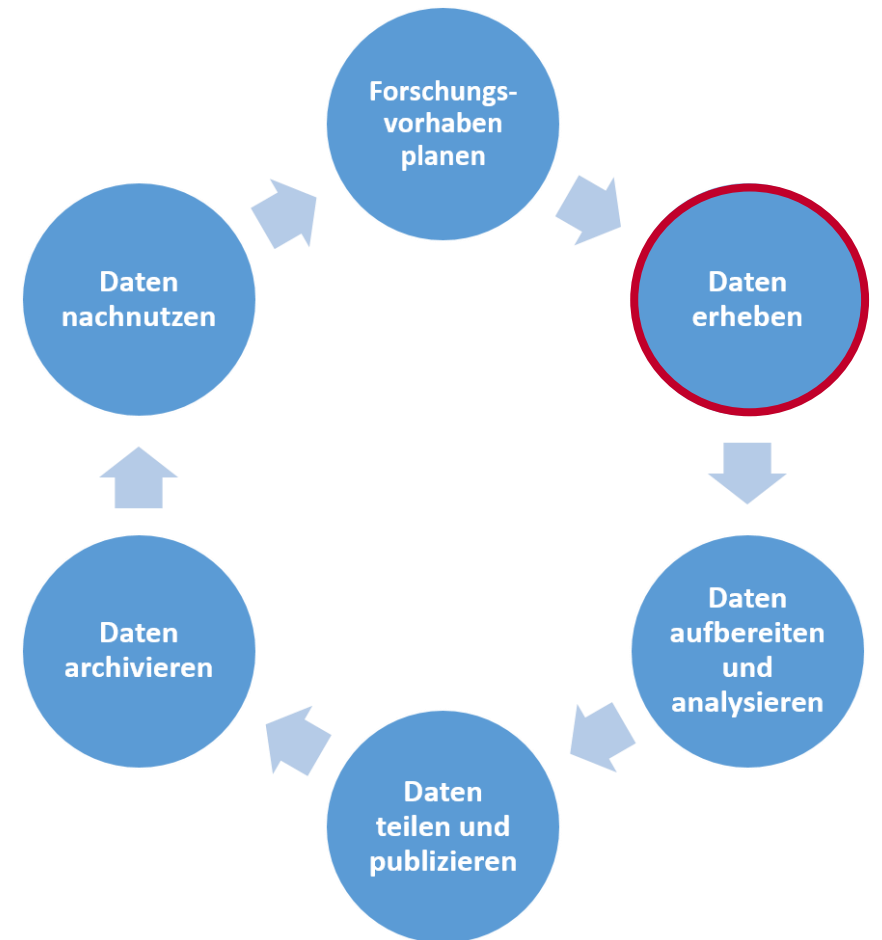 Forschungs-
vorhaben
planen
Daten
erheben
Daten
aufbereiten
und
analysieren
Daten
teilen und
publizieren
Daten
archivieren
Daten
nachnutzen